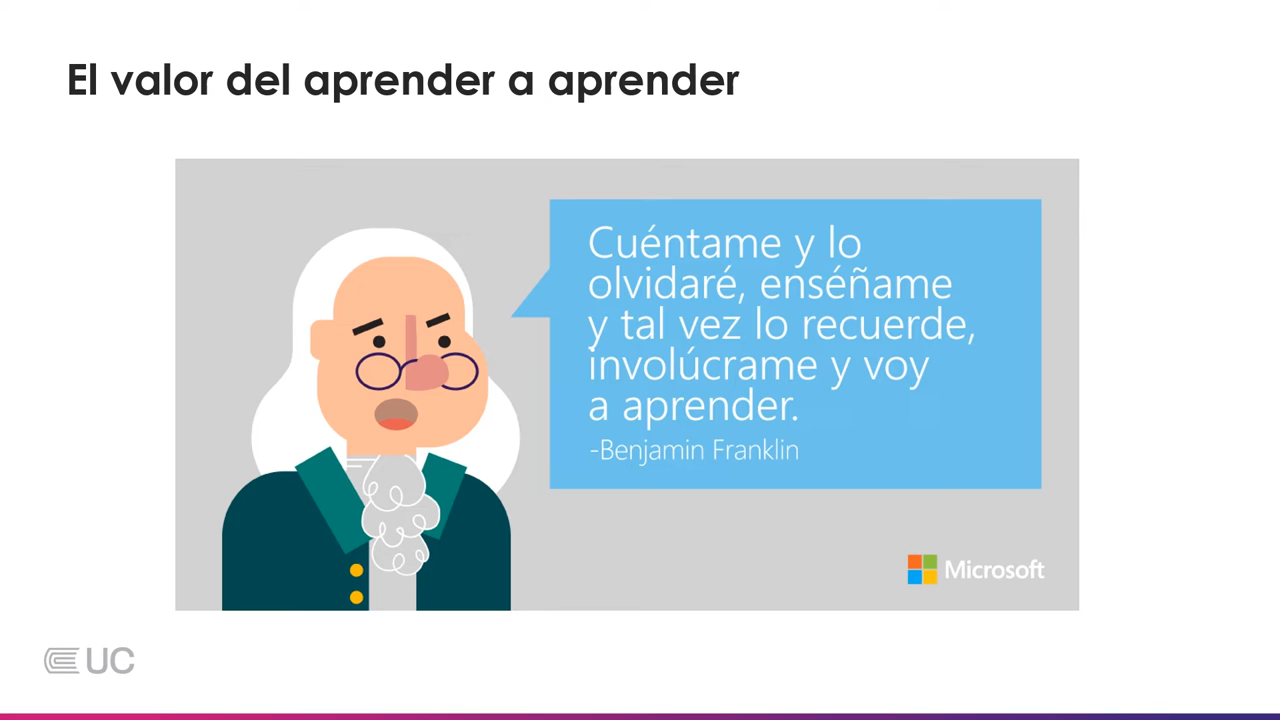 El valor del aprender a aprender
Cuéntame y lo
olvidaré, enséñame
y tal vez lo recuerde,
involúcrame y voy
a aprender.
-Benjamin Franklin
Microsoft
UC